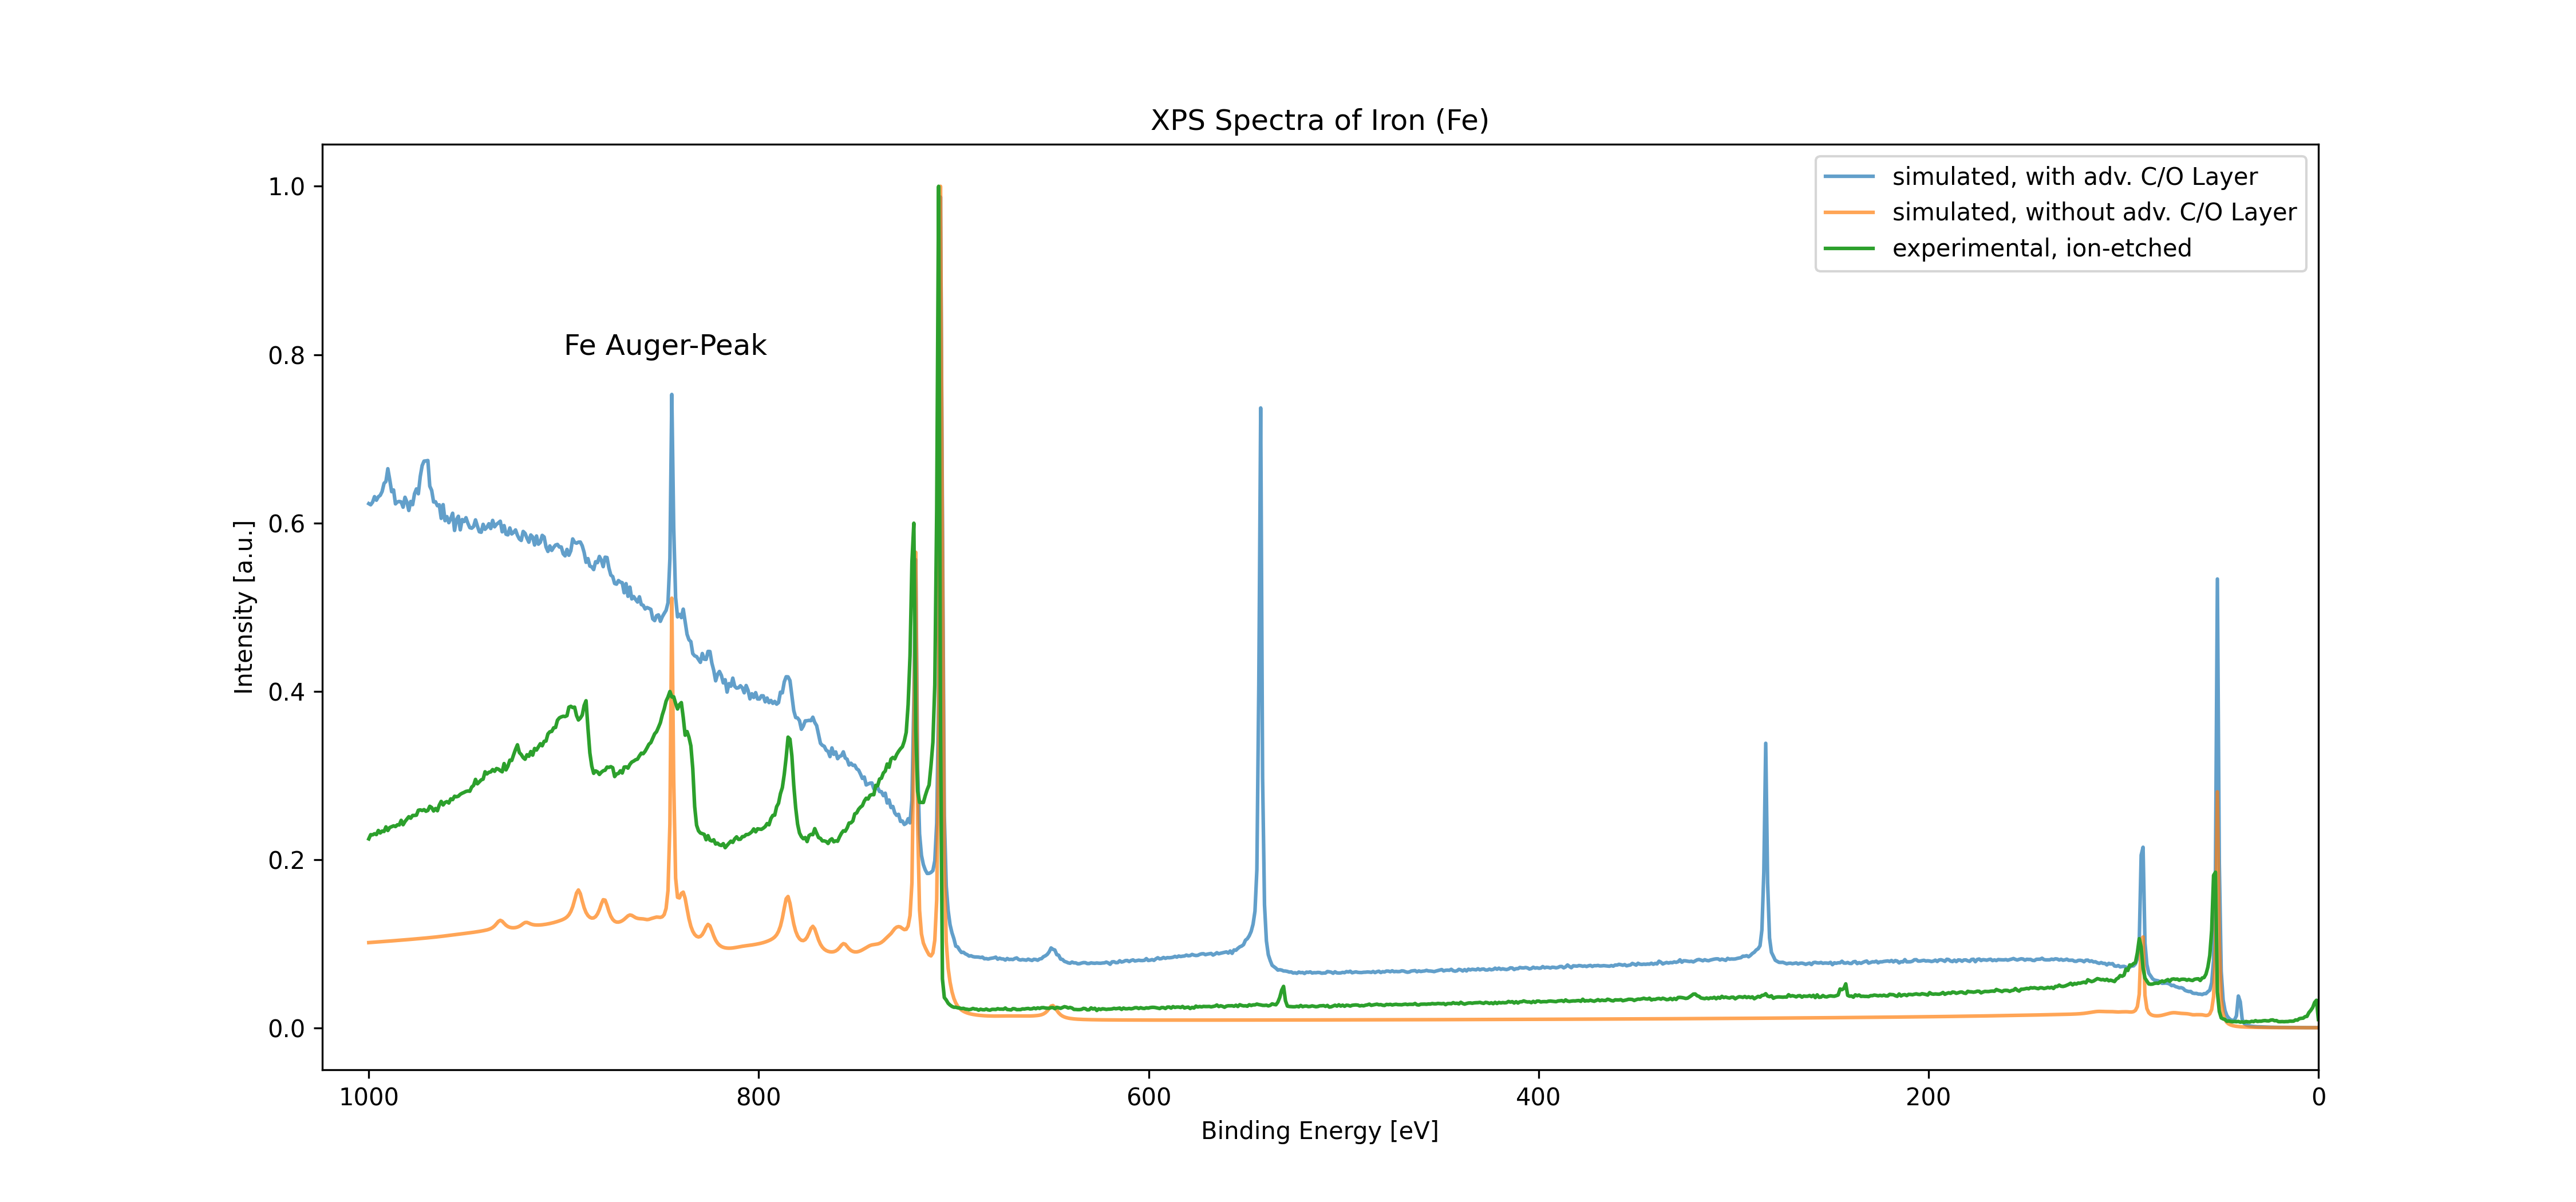 XPS Spectra of Iron (Fe)
simulated, with adv. C/O Layer
simulated, without adv. C/O Layer
experimental, ion-etched
Fe Auger-Peak
Intensity [a.u.]
1.0
0.8
0.6
0.4
0.2
0.0
1000
800
600
400
200
0
Binding Energy [eV]